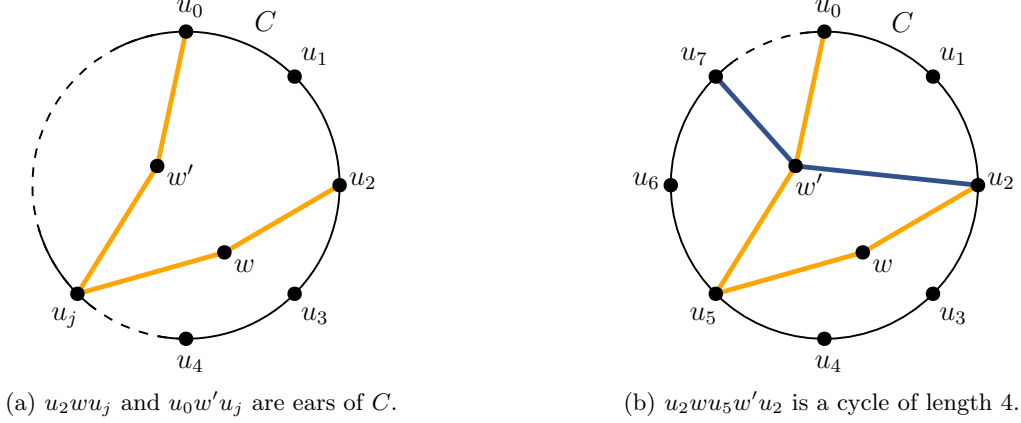 u₀
C
u₁
w′
u₂
w
uⱼ
u₃
u₄
(a) u₂wuⱼ and u₀w′uⱼ are ears of C.
u₀
C
u₇
u₁
w′
u₆
u₂
w
u₅
u₃
u₄
(b) u₂wu₅w′u₂ is a cycle of length 4.